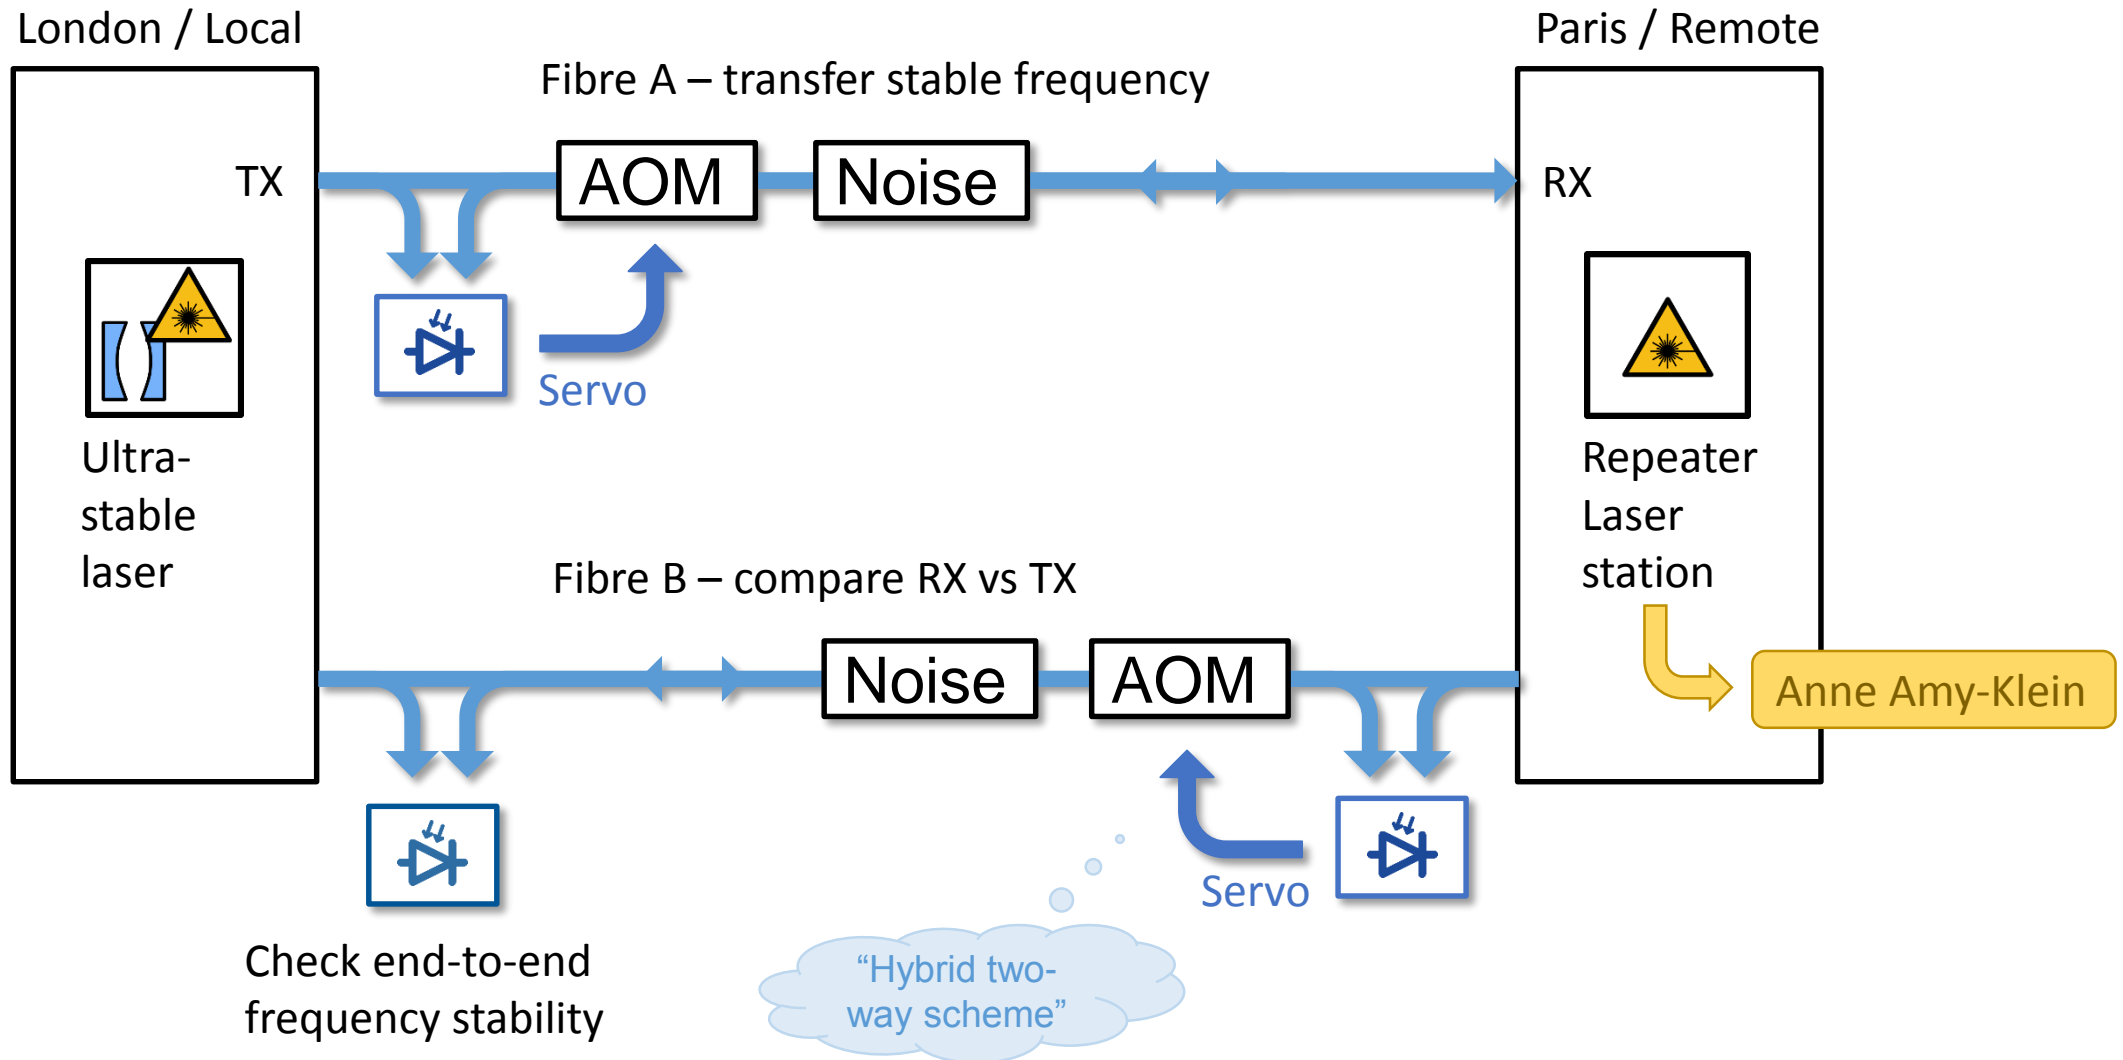 London / Local
Paris / Remote
Fibre A – transfer stable frequency
TX
AOM
Noise
RX
Servo
Ultra-
stable
laser
Repeater
Laser
station
Fibre B – compare RX vs TX
Noise
AOM
Anne Amy-Klein
Servo
Check end-to-end
frequency stability
“Hybrid two-
way scheme”